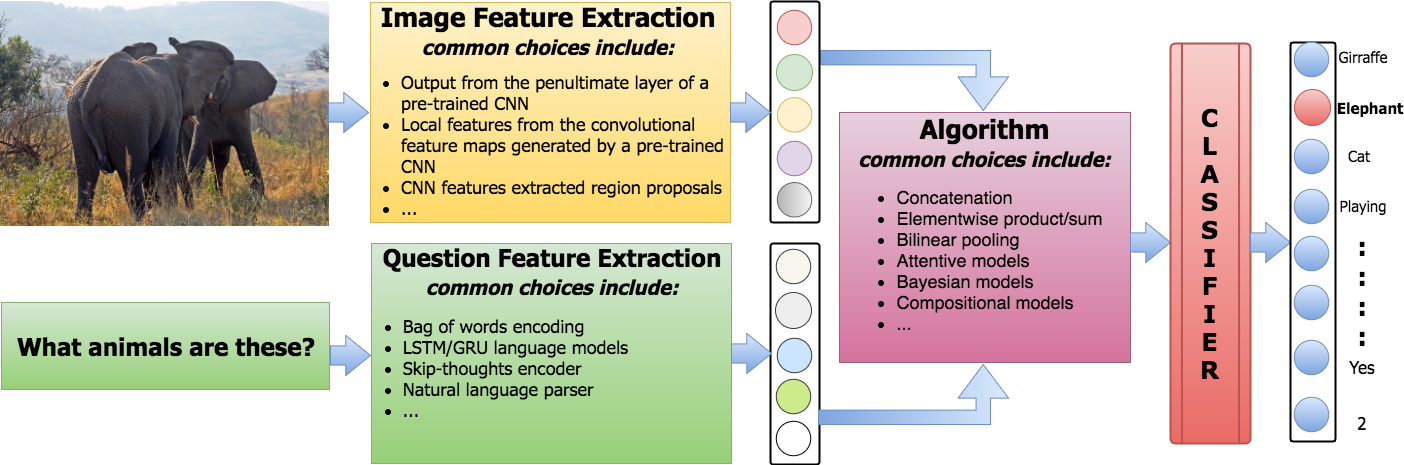 Image Feature Extraction
common choices include:
• Output from the penultimate layer of a
pre-trained CNN
• Local features from the convolutional
feature maps generated by a pre-trained
CNN
• CNN features extracted region proposals
• ...
What animals are these?
Question Feature Extraction
common choices include:
• Bag of words encoding
• LSTM/GRU language models
• Skip-thoughts encoder
• Natural language parser
• ...
Algorithm
common choices include:
• Concatenation
• Elementwise product/sum
• Bilinear pooling
• Attentive models
• Bayesian models
• Compositional models
• ...
C
L
A
S
S
I
F
I
E
R
Girraffe
Elephant
Cat
Playing
:
:
:
:
Yes
2